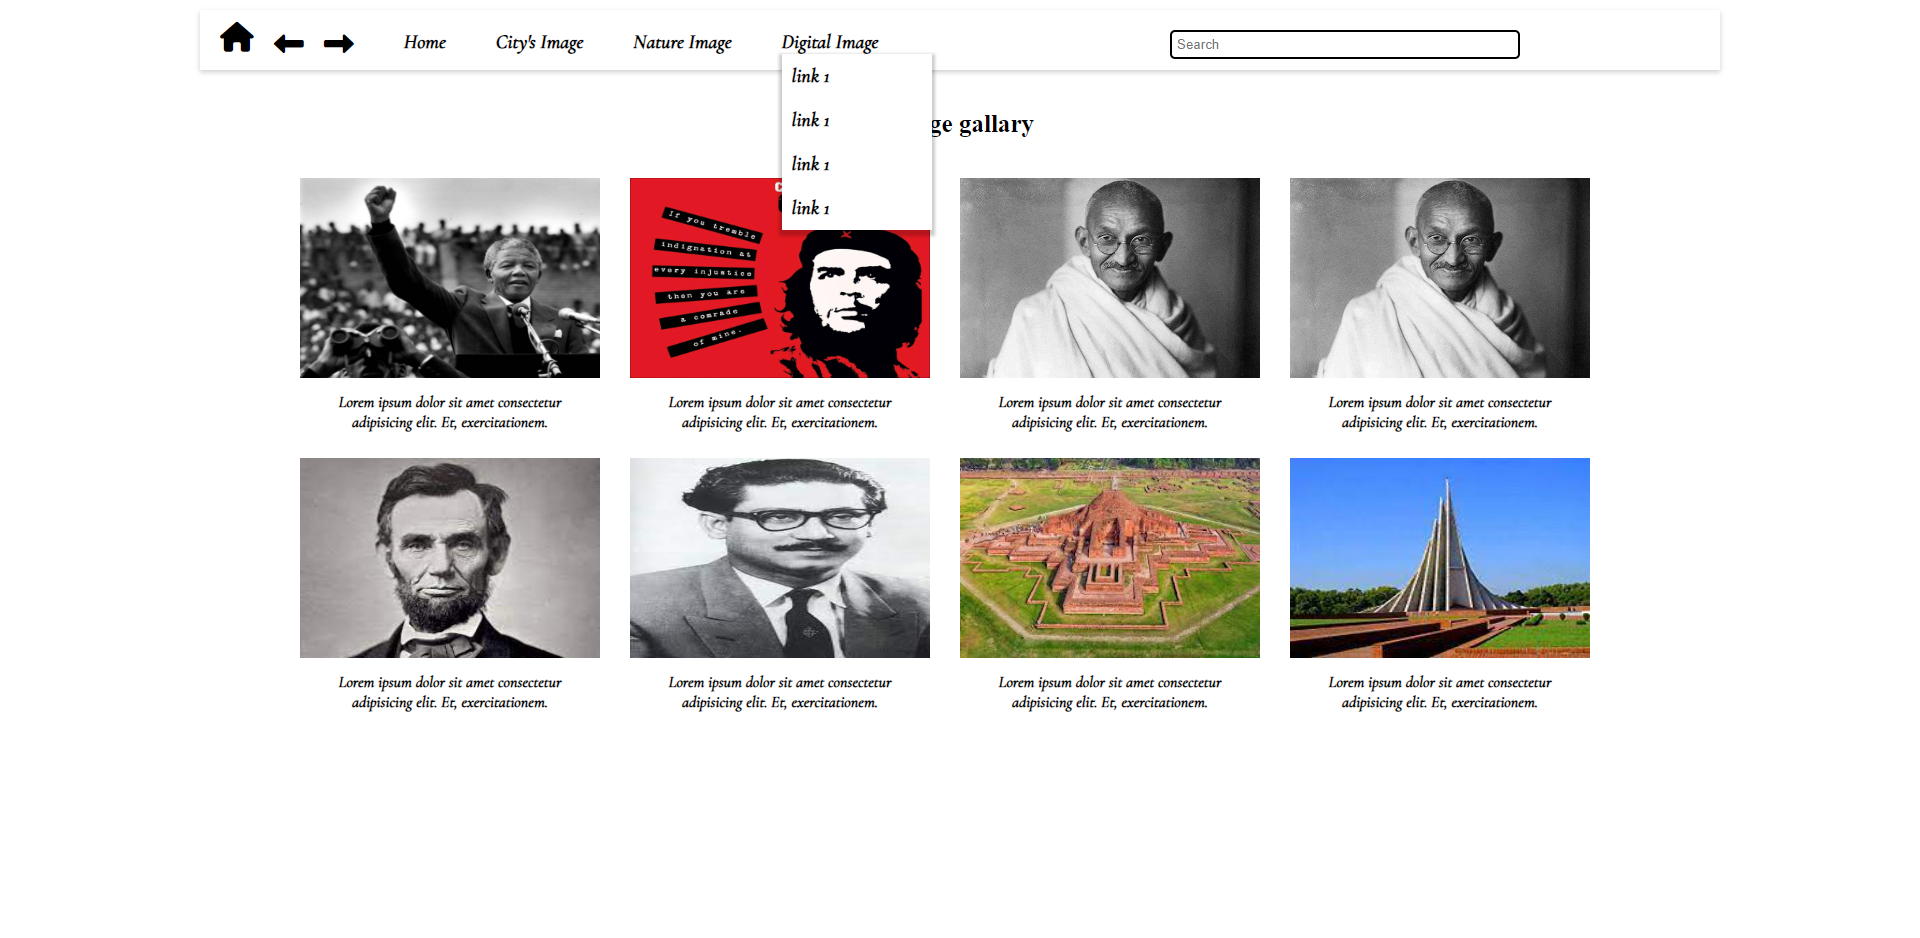 Home City's Image Nature Image Digital Image Search
link 1
link 1
link 1
link 1
ge gallary
If you tremble
indignation at
every injustice
then you are
a comrade
of mine.
Lorem ipsum dolor sit amet consectetur
adipisicing elit. Et, exercitationem.
Lorem ipsum dolor sit amet consectetur
adipisicing elit. Et, exercitationem.
Lorem ipsum dolor sit amet consectetur
adipisicing elit. Et, exercitationem.
Lorem ipsum dolor sit amet consectetur
adipisicing elit. Et, exercitationem.
Lorem ipsum dolor sit amet consectetur
adipisicing elit. Et, exercitationem.
Lorem ipsum dolor sit amet consectetur
adipisicing elit. Et, exercitationem.
Lorem ipsum dolor sit amet consectetur
adipisicing elit. Et, exercitationem.
Lorem ipsum dolor sit amet consectetur
adipisicing elit. Et, exercitationem.